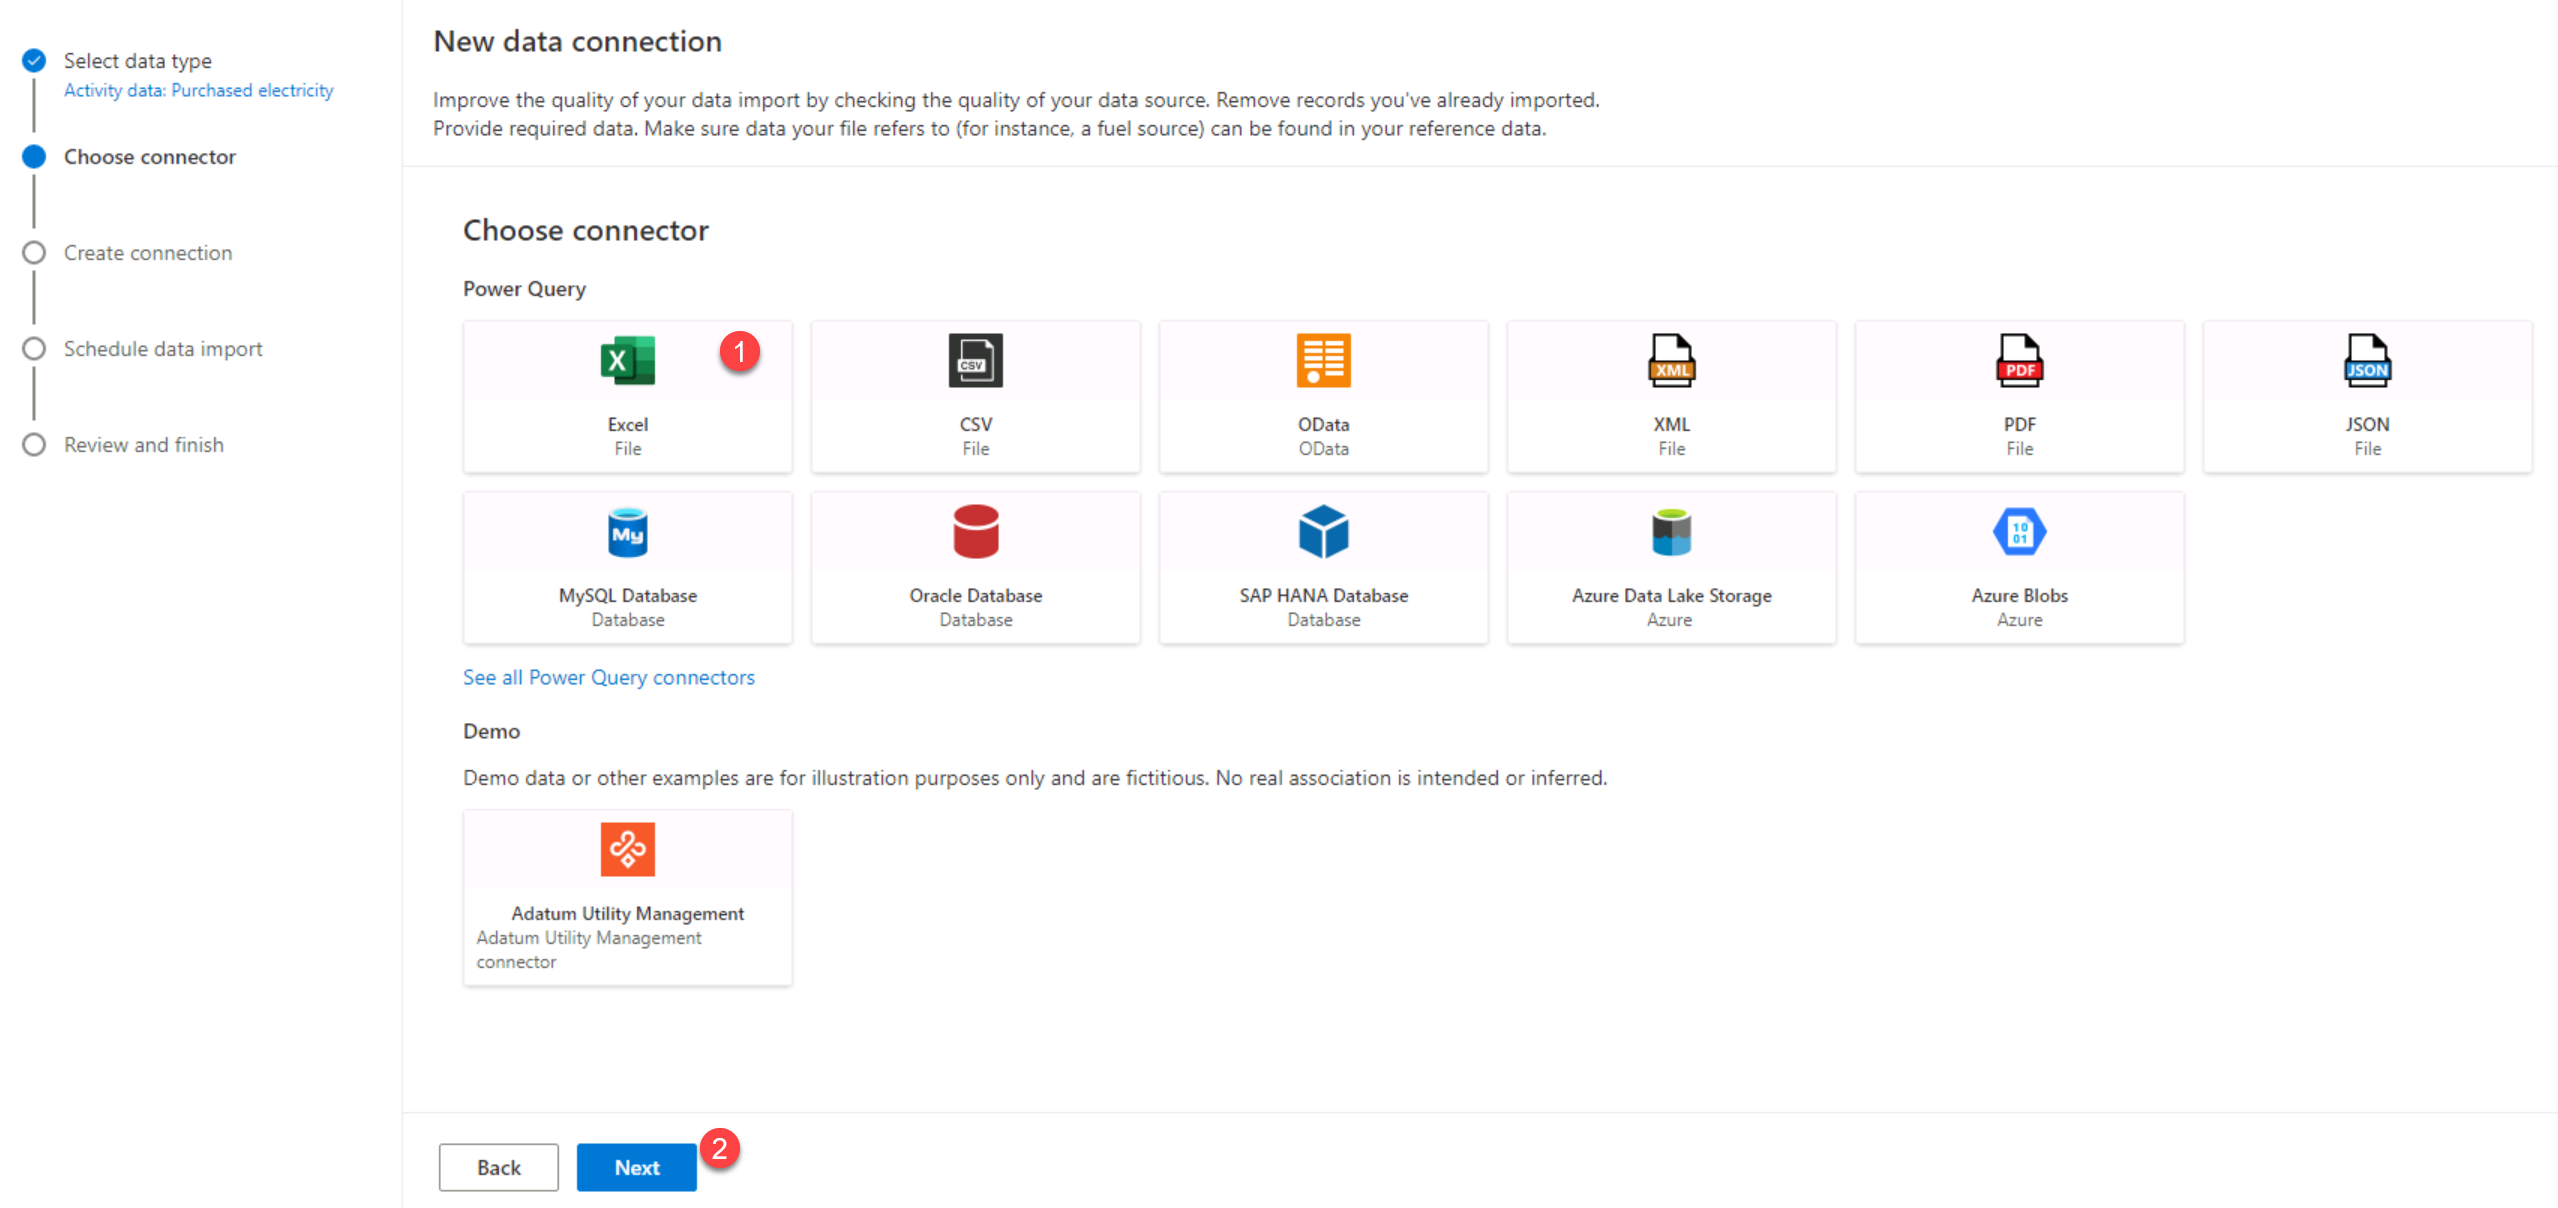 Select data type
Activity data: Purchased electricity
Choose connector
Create connection
Schedule data import
Review and finish
New data connection
Improve the quality of your data import by checking the quality of your data source. Remove records you've already imported.
Provide required data. Make sure data your file refers to (for instance, a fuel source) can be found in your reference data.
Choose connector
Power Query
X
1
CSV
XML
PDF
JSON
Excel
File
CSV
File
OData
OData
XML
File
PDF
File
JSON
File
My
10
01
MySQL Database
Database
Oracle Database
Database
SAP HANA Database
Database
Azure Data Lake Storage
Azure
Azure Blobs
Azure
See all Power Query connectors
Demo
Demo data or other examples are for illustration purposes only and are fictitious. No real association is intended or inferred.
Adatum Utility Management
Adatum Utility Management
connector
Back
Next
2